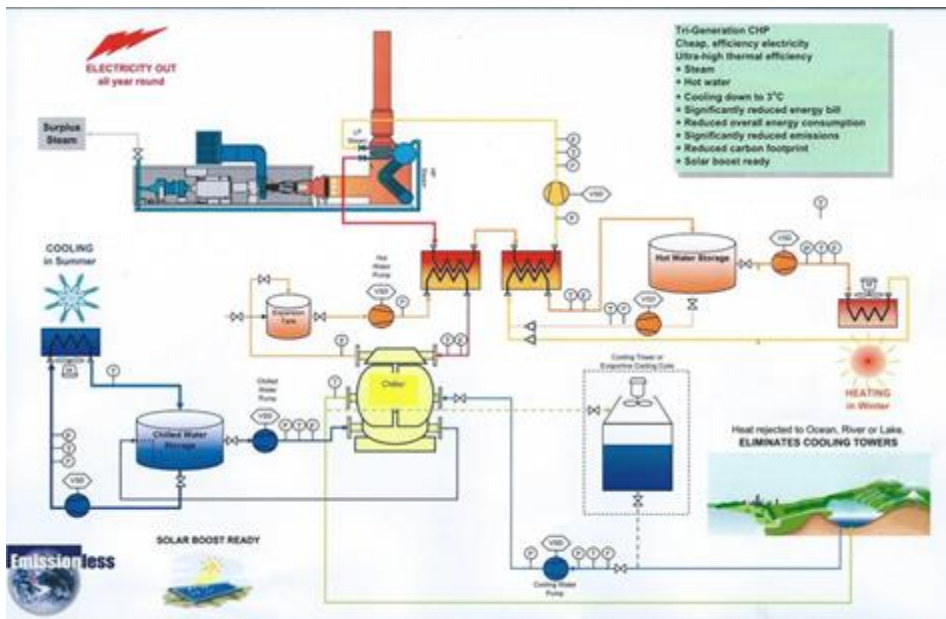 ELECTRICITY OUT
all year round
Tri-Generation CHP
Cheap, efficiency electricity
Ultra-high thermal efficiency
• Steam
• Hot water
• Cooling down to 3°C
• Significantly reduced energy bill
• Reduced overall energy consumption
• Significantly reduced emissions
• Reduced carbon footprint
• Solar boost ready
Surplus
Steam
LP
Steam
VSD
COOLING
in Summer
Hot
Water
Pump
VSD
Expansion
Tank
Hot Water Storage
VSD
VSD
HEATING
in Winter
Chiller
Chilled
Water
Pump
VSD
Chilled Water
Storage
VSD
Cooling Tower or
Evaporative Cooling Coils
Heat rejected to Ocean, River or Lake.
ELIMINATES COOLING TOWERS
VSD
Cooling Water
Pump
SOLAR BOOST READY
Emissionless